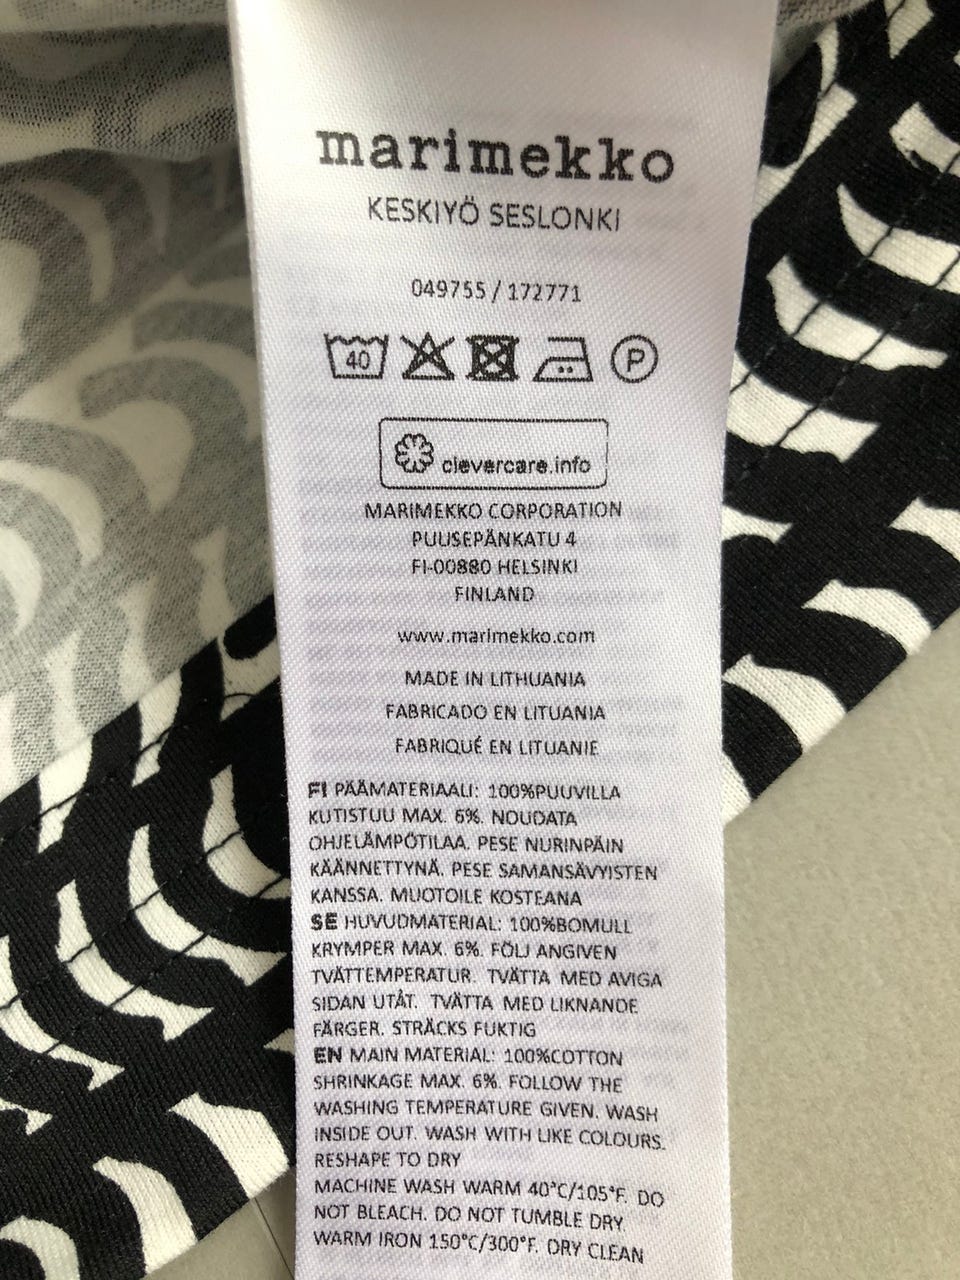 marimekko
KESKIYÖ SESLONKI
049755 / 172771
40 P
clevercare.info
MARIMEKKO CORPORATION
PUUSEPÄNKATU 4
FI-00880 HELSINKI
FINLAND
www.marimekko.com
MADE IN LITHUANIA
FABRICADO EN LITUANIA
FABRIQUÉ EN LITUANIE
FI PÄÄMATERIAALI: 100%PUUVILLA
KUTISTUU MAX. 6%. NOUDATA
OHJELÄMPÖTILAA. PESE NURINPÄIN
KÄÄNNETTYNÄ. PESE SAMANSÄVYISTEN
KANSSA. MUOTOILE KOSTEANA
SE HUVUDMATERIAL: 100%BOMULL
KRYMPER MAX. 6%. FÖLJ ANGIVEN
TVÄTTEMPERATUR. TVÄTTA MED AVIGA
SIDAN UTÅT. TVÄTTA MED LIKNANDE
FÄRGER. STRÄCKS FUKTIG
EN MAIN MATERIAL: 100%COTTON
SHRINKAGE MAX. 6%. FOLLOW THE
WASHING TEMPERATURE GIVEN. WASH
INSIDE OUT. WASH WITH LIKE COLOURS.
RESHAPE TO DRY
MACHINE WASH WARM 40°C/105°F. DO
NOT BLEACH. DO NOT TUMBLE DRY
WARM IRON 150°C/300°F. DRY CLEAN